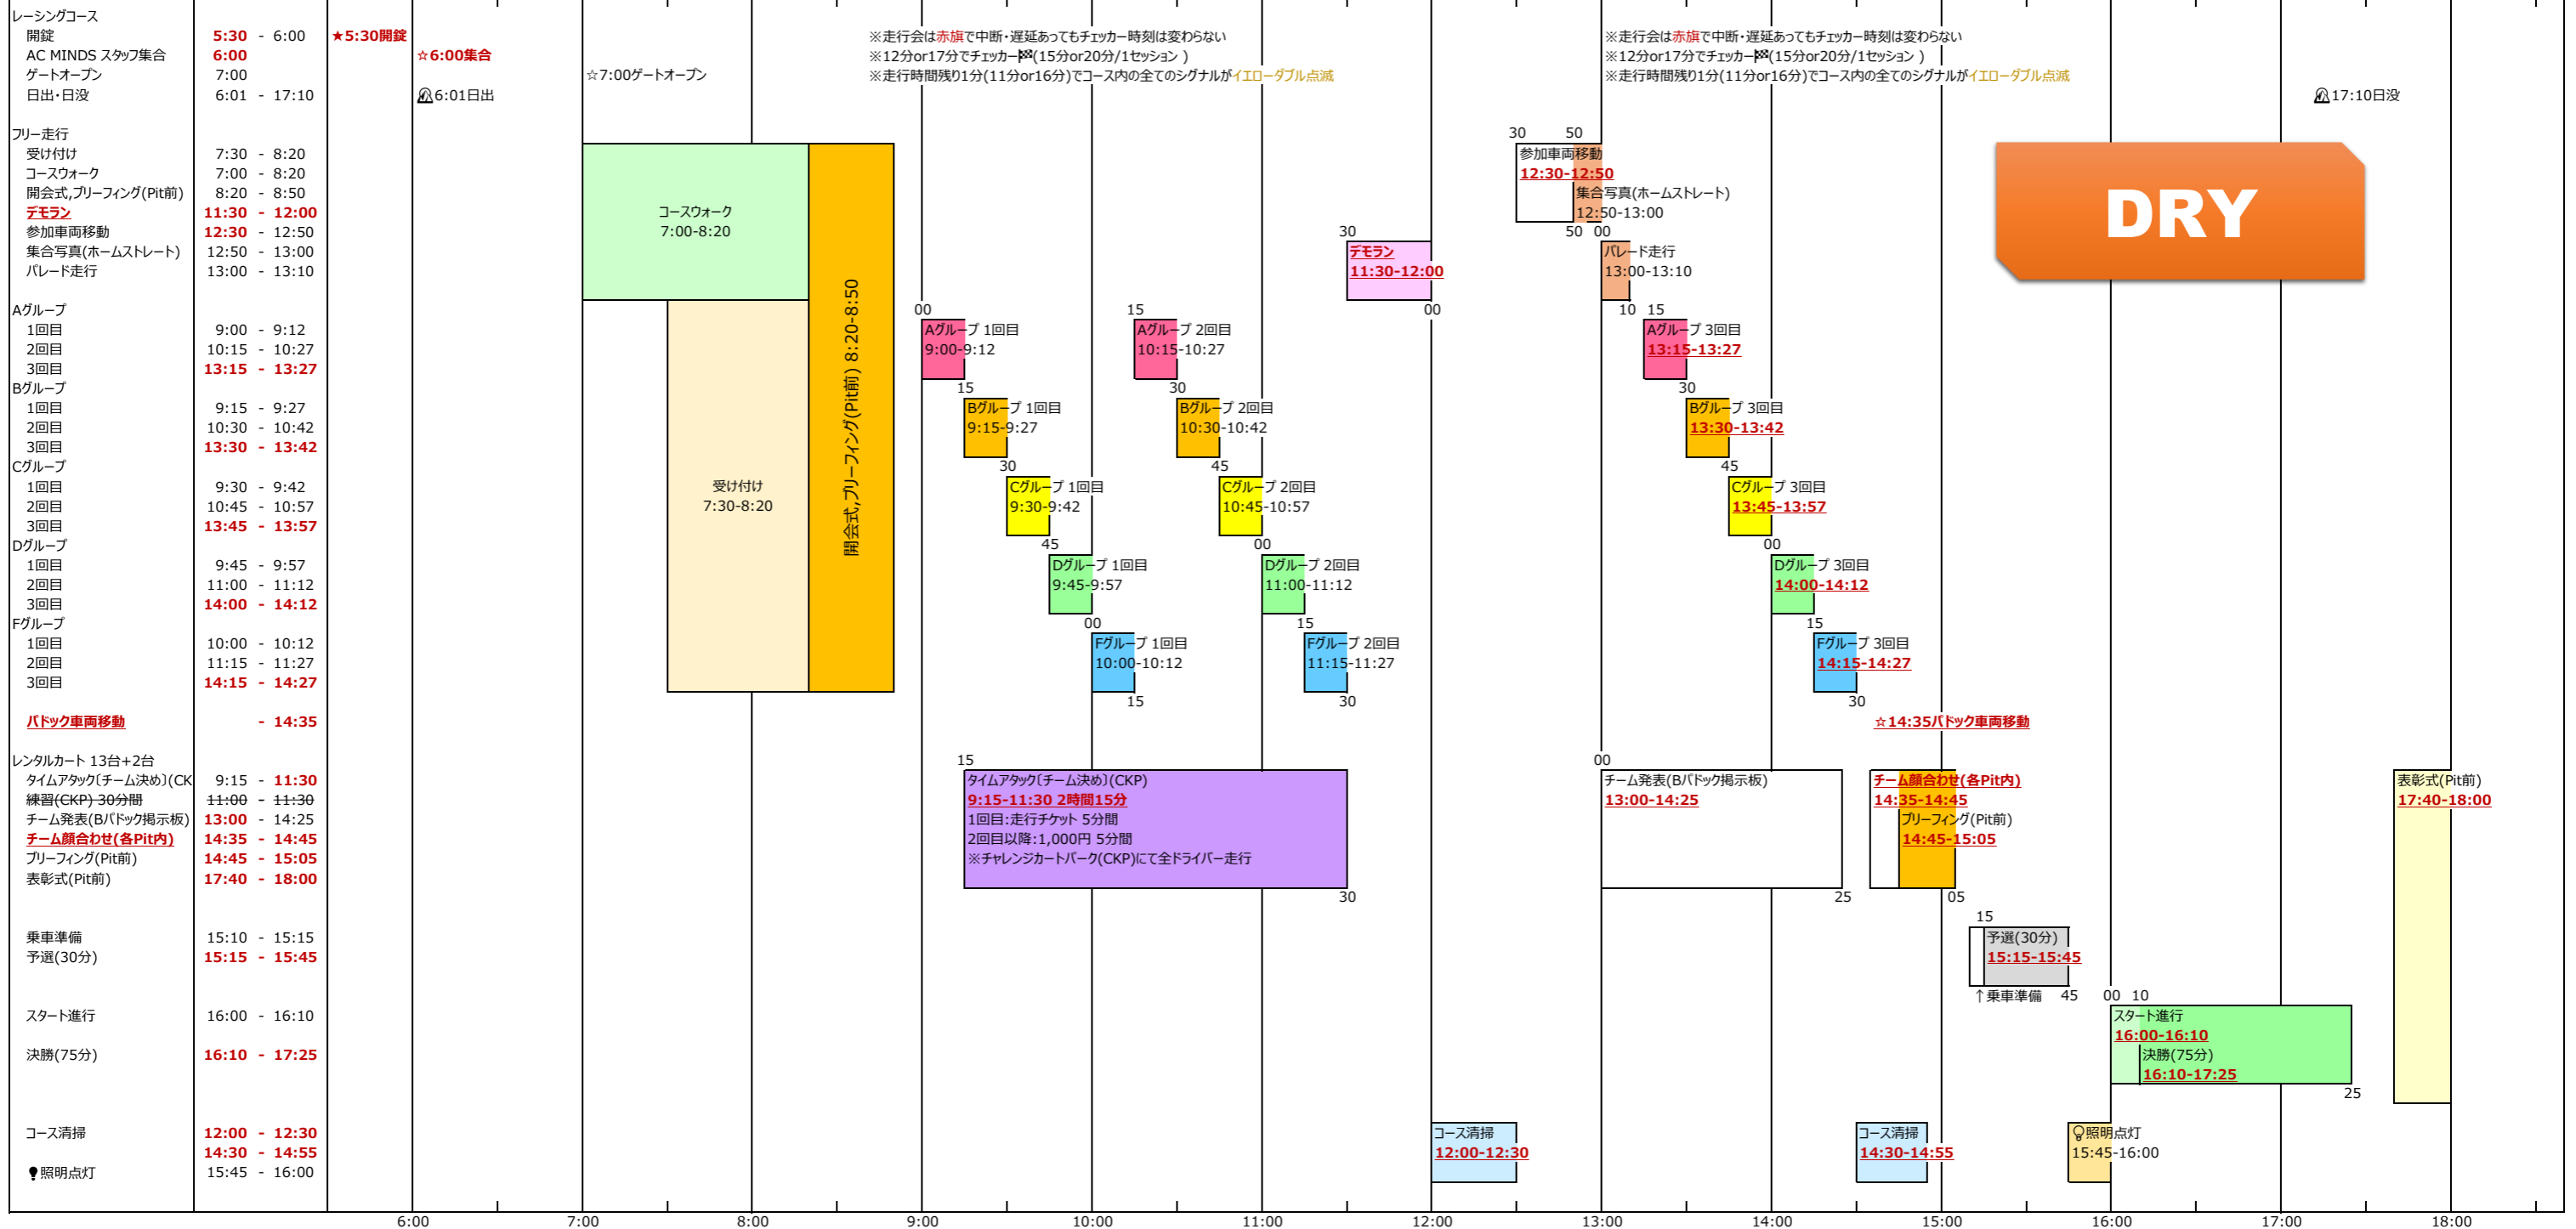 レーシングコース
開錠 5:30 - 6:00 ★5:30開錠
AC MINDS スタッフ集合 6:00 ☆6:00集合
ゲートオープン 7:00 ☆7:00ゲートオープン
日出・日没 6:01 - 17:10 6:01日出 17:10日没
※走行会は赤旗で中断・遅延あってもチェッカー時刻は変わらない
※12分or17分でチェッカー🏁(15分or20分/1セッション )
※走行時間残り1分(11分or16分)でコース内の全てのシグナルがイエローダブル点滅
※走行会は赤旗で中断・遅延あってもチェッカー時刻は変わらない
※12分or17分でチェッカー🏁(15分or20分/1セッション )
※走行時間残り1分(11分or16分)でコース内の全てのシグナルがイエローダブル点滅
フリー走行
受け付け 7:30 - 8:20
コースウォーク 7:00 - 8:20
開会式,ブリーフィング(Pit前) 8:20 - 8:50
デモラン 11:30 - 12:00
参加車両移動 12:30 - 12:50
集合写真(ホームストレート) 12:50 - 13:00
パレード走行 13:00 - 13:10
Aグループ
1回目 9:00 - 9:12
2回目 10:15 - 10:27
3回目 13:15 - 13:27
Bグループ
1回目 9:15 - 9:27
2回目 10:30 - 10:42
3回目 13:30 - 13:42
Cグループ
1回目 9:30 - 9:42
2回目 10:45 - 10:57
3回目 13:45 - 13:57
Dグループ
1回目 9:45 - 9:57
2回目 11:00 - 11:12
3回目 14:00 - 14:12
Fグループ
1回目 10:00 - 10:12
2回目 11:15 - 11:27
3回目 14:15 - 14:27
パドック車両移動 - 14:35
レンタルカート 13台+2台
タイムアタック〔チーム決め〕(CK 9:15 - 11:30
練習(CKP) 30分間 11:00 - 11:30
チーム発表(Bパドック掲示板) 13:00 - 14:25
チーム顔合わせ(各Pit内) 14:35 - 14:45
ブリーフィング(Pit前) 14:45 - 15:05
表彰式(Pit前) 17:40 - 18:00
乗車準備 15:10 - 15:15
予選(30分) 15:15 - 15:45
スタート進行 16:00 - 16:10
決勝(75分) 16:10 - 17:25
コース清掃 12:00 - 12:30
14:30 - 14:55
照明点灯 15:45 - 16:00
コースウォーク
7:00-8:20
受け付け
7:30-8:20
開会式,ブリーフィング(Pit前) 8:20-8:50
00
Aグループ 1回目
9:00-9:12
15
Bグループ 1回目
9:15-9:27
30
Cグループ 1回目
9:30-9:42
45
Dグループ 1回目
9:45-9:57
00
Fグループ 1回目
10:00-10:12
15
15
Aグループ 2回目
10:15-10:27
30
Bグループ 2回目
10:30-10:42
45
Cグループ 2回目
10:45-10:57
00
Dグループ 2回目
11:00-11:12
15
Fグループ 2回目
11:15-11:27
30
30
デモラン
11:30-12:00
00
30 50
参加車両移動
12:30-12:50
集合写真(ホームストレート)
12:50-13:00
50 00
パレード走行
13:00-13:10
10 15
Aグループ 3回目
13:15-13:27
30
Bグループ 3回目
13:30-13:42
45
Cグループ 3回目
13:45-13:57
00
Dグループ 3回目
14:00-14:12
15
Fグループ 3回目
14:15-14:27
30
☆14:35パドック車両移動
DRY
15
タイムアタック〔チーム決め〕(CKP)
9:15-11:30 2時間15分
1回目:走行チケット 5分間
2回目以降:1,000円 5分間
※チャレンジカートパーク(CKP)にて全ドライバー走行
30
00
チーム発表(Bパドック掲示板)
13:00-14:25
25
チーム顔合わせ(各Pit内)
14:35-14:45
ブリーフィング(Pit前)
14:45-15:05
05
表彰式(Pit前)
17:40-18:00
15
予選(30分)
15:15-15:45
↑乗車準備 45
00 10
スタート進行
16:00-16:10
決勝(75分)
16:10-17:25
25
コース清掃
12:00-12:30
コース清掃
14:30-14:55
照明点灯
15:45-16:00
6:00 7:00 8:00 9:00 10:00 11:00 12:00 13:00 14:00 15:00 16:00 17:00 18:00